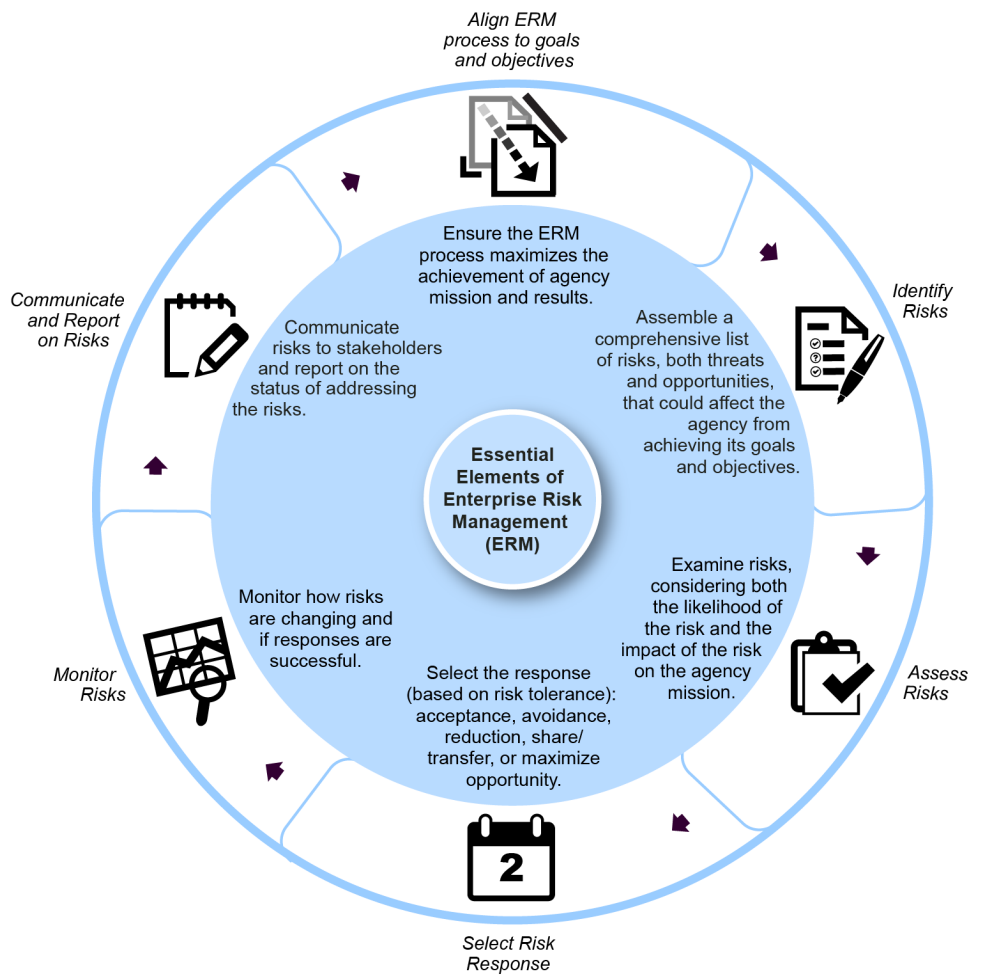 Align ERM
process to goals
and objectives
Ensure the ERM
process maximizes the
achievement of agency
mission and results.
Identify
Risks
Assemble a
comprehensive list
of risks, both threats
and opportunities,
that could affect the
agency from
achieving its goals
and objectives.
Assess
Risks
Examine risks,
considering both
the likelihood of
the risk and the
impact of the risk
on the agency
mission.
Select the response
(based on risk tolerance):
acceptance, avoidance,
reduction, share/
transfer, or maximize
opportunity.
2
Select Risk
Response
Monitor
Risks
Monitor how risks
are changing and
if responses are
successful.
Communicate
and Report
on Risks
Communicate
risks to stakeholders
and report on the
status of addressing
the risks.
Essential
Elements of
Enterprise Risk
Management
(ERM)